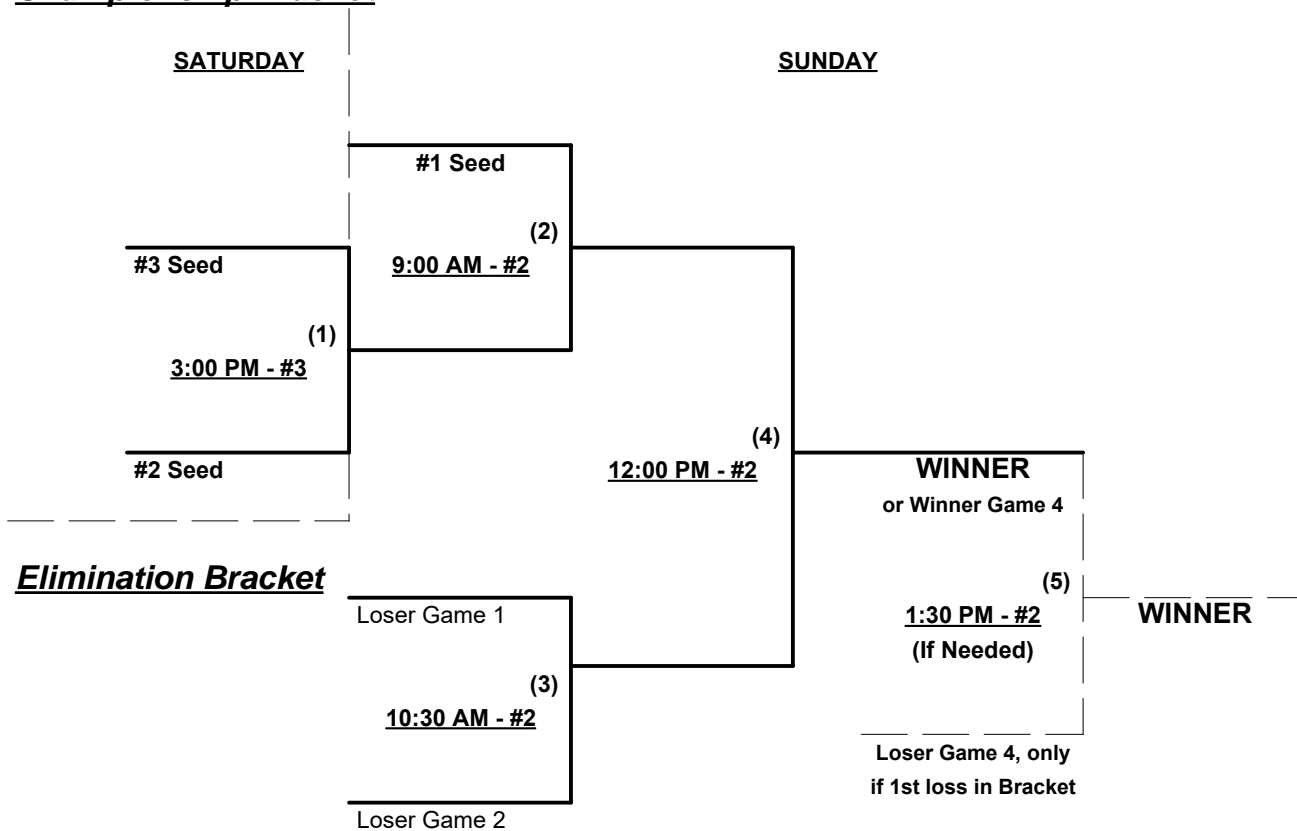 SATURDAY
SUNDAY
#1 Seed
(2)
9:00 AM - #2
#3 Seed
(1)
3:00 PM - #3
#2 Seed
(4)
12:00 PM - #2
WINNER
or Winner Game 4
Elimination Bracket
Loser Game 1
(5)
1:30 PM - #2
(If Needed)
WINNER
(3)
10:30 AM - #2
Loser Game 4, only
if 1st loss in Bracket
Loser Game 2